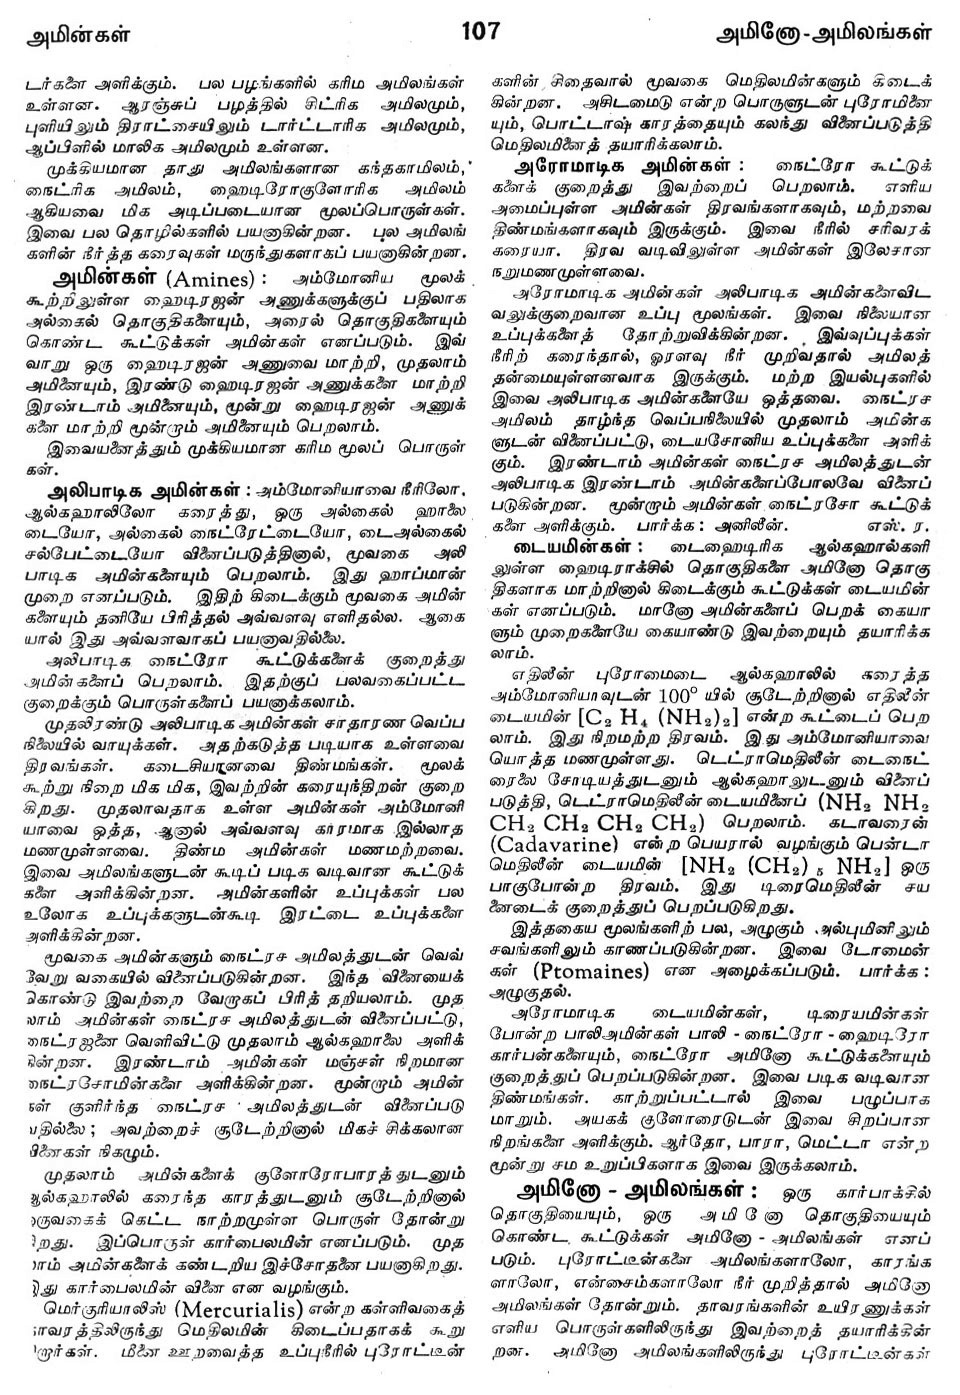 அமின்கள்
107
அமினோ-அமிலங்கள்
டர்களை அளிக்கும். பல பழங்களில் கரிம அமிலங்கள்
உள்ளன. ஆரஞ்சுப் பழத்தில் சிட்ரிக அமிலமும்,
புளியிலும் திராட்சையிலும் டார்ட்டாரிக அமிலமும்,
ஆப்பிளில் மாலிக அமிலமும் உள்ளன.
முக்கியமான தாது அமிலங்களான கந்தகாமிலம்,
நைட்ரிக அமிலம், ஹைடிரோகுளோரிக அமிலம்
ஆகியவை மிக அடிப்படையான மூலப்பொருள்கள்.
இவை பல தொழில்களில் பயனாகின்றன. பல அமிலங்
களின் நீர்த்த கரைவுகள் மருந்துகளாகப் பயனாகின்றன.
அமின்கள் (Amines) : அம்மோனிய மூலக்
கூற்றிலுள்ள ஹைடிரஜன் அணுக்களுக்குப் பதிலாக
அல்கைல் தொகுதிகளையும், அரைல் தொகுதிகளையும்
கொண்ட கூட்டுக்கள் அமின்கள் எனப்படும். இவ்
வாறு ஒரு ஹைடிரஜன் அணுவை மாற்றி, முதலாம்
அமினையும், இரண்டு ஹைடிரஜன் அணுக்களை மாற்றி
இரண்டாம் அமினையும், மூன்று ஹைடிரஜன் அணுக்
களை மாற்றி மூன்றாம் அமினையும் பெறலாம்.
இவையனைத்தும் முக்கியமான கரிம மூலப் பொருள்
கள்.
அலிபாடிக அமின்கள் : அம்மோனியாவை நீரிலோ,
ஆல்கஹாலிலோ கரைத்து, ஒரு அல்கைல் ஹாலை
டையோ, அல்கைல் நைட்ரேட்டையோ, டைஅல்கைல்
சல்பேட்டையோ வினைப்படுத்தினால், மூவகை அலி
பாடிக அமின்களையும் பெறலாம். இது ஹாப்மான்
முறை எனப்படும். இதிற் கிடைக்கும் மூவகை அமின்
களையும் தனியே பிரித்தல் அவ்வளவு எளிதல்ல. ஆகை
யால் இது அவ்வளவாகப் பயனாவதில்லை.
அலிபாடிக நைட்ரோ கூட்டுக்களைக் குறைத்து
அமின்களைப் பெறலாம். இதற்குப் பலவகைப்பட்ட
குறைக்கும் பொருள்களைப் பயனாக்கலாம்.
முதலிரண்டு அலிபாடிக அமின்கள் சாதாரண வெப்ப
நிலையில் வாயுக்கள். அதற்கடுத்த படியாக உள்ளவை
திரவங்கள். கடைசியானவை திண்மங்கள். மூலக்
கூற்று நிறை மிக மிக, இவற்றின் கரையுந்திறன் குறை
கிறது. முதலாவதாக உள்ள அமின்கள் அம்மோனி
யாவை ஒத்த, ஆனால் அவ்வளவு காரமாக இல்லாத
மணமுள்ளவை. திண்ம அமின்கள் மணமற்றவை.
இவை அமிலங்களுடன் கூடிப் படிக வடிவான கூட்டுக்
களை அளிக்கின்றன. அமின்களின் உப்புக்கள் பல
உலோக உப்புக்களுடன்கூடி இரட்டை உப்புகளை
அளிக்கின்றன.
மூவகை அமின்களும் நைட்ரச அமிலத்துடன் வெவ்
வேறு வகையில் வினைப்படுகின்றன. இந்த வினையைக்
கொண்டு இவற்றை வேறாகப் பிரித் தறியலாம். முத
லாம் அமின்கள் நைட்ரச அமிலத்துடன் வினைப்பட்டு,
நைட்ரஜனை வெளிவிட்டு முதலாம் ஆல்கஹாலை அளிக்
கின்றன. இரண்டாம் அமின்கள் மஞ்சள் நிறமான
நைட்ரசோமின்களை அளிக்கின்றன. மூன்றாம் அமின்
கள் குளிர்ந்த நைட்ரச அமிலத்துடன் வினைப்படு
வதில்லை ; அவற்றைச் சூடேற்றினால் மிகச் சிக்கலான
வினைகள் நிகழும்.
முதலாம் அமின்களைக் குளோரோபாரத்துடனும்
ஆல்கஹாலில் கரைந்த காரத்துடனும் சூடேற்றினால்
ஒருவகைக் கெட்ட நாற்றமுள்ள பொருள் தோன்று
கிறது. இப்பொருள் கார்பைலமின் எனப்படும். முத
லாம் அமின்களைக் கண்டறிய இச்சோதனை பயனாகிறது.
இது கார்பைலமின் வினை என வழங்கும்.
மெர்குரியாலிஸ் (Mercurialis) என்ற கள்ளிவகைத்
தாவரத்திலிருந்து மெதிலமின் கிடைப்பதாகக் கூறு
கிறார்கள். மீனை ஊறவைத்த உப்புநீரில் புரோட்டீன்
களின் சிதைவால் மூவகை மெதிலமின்களும் கிடைக்
கின்றன. அசிடமைடு என்ற பொருளுடன் புரோமினை
யும், பொட்டாஷ் காரத்தையும் கலந்து வினைப்படுத்தி
மெதிலமினைத் தயாரிக்கலாம்.
அரோமாடிக அமின்கள் : நைட்ரோ கூட்டுக்
களைக் குறைத்து இவற்றைப் பெறலாம். எளிய
அமைப்புள்ள அமின்கள் திரவங்களாகவும், மற்றவை
திண்மங்களாகவும் இருக்கும். இவை நீரில் சரிவரக்
கரையா. திரவ வடிவிலுள்ள அமின்கள் இலேசான
நறுமணமுள்ளவை.
அரோமாடிக அமின்கள் அலிபாடிக அமின்களைவிட
வலுக்குறைவான உப்பு மூலங்கள். இவை நிலையான
உப்புக்களைத் தோற்றுவிக்கின்றன. இவ்வுப்புக்கள்
நீரிற் கரைந்தால், ஓரளவு நீர் முறிவதால் அமிலத்
தன்மையுள்ளனவாக இருக்கும். மற்ற இயல்புகளில்
இவை அலிபாடிக அமின்களையே ஒத்தவை. நைட்ரச
அமிலம் தாழ்ந்த வெப்பநிலையில் முதலாம் அமின்க
ளுடன் வினைப்பட்டு, டையசோனிய உப்புக்களை அளிக்
கும். இரண்டாம் அமின்கள் நைட்ரச அமிலத்துடன்
அலிபாடிக இரண்டாம் அமின்களைப்போலவே வினைப்
படுகின்றன. மூன்றாம் அமின்கள் நைட்ரசோ கூட்டுக்
களை அளிக்கும். பார்க்க : அனிலீன். எஸ். ர.
டையமின்கள் : டைஹைடிரிக ஆல்கஹால்களி
லுள்ள ஹைடிராக்சில் தொகுதிகளை அமினோ தொகு
திகளாக மாற்றினால் கிடைக்கும் கூட்டுக்கள் டையமின்
கள் எனப்படும். மானோ அமின்களைப் பெறக் கையா
ளும் முறைகளையே கையாண்டு இவற்றையும் தயாரிக்க
லாம்.
எதிலீன் புரோமைடை ஆல்கஹாலில் கரைத்த
அம்மோனியாவுடன் 100° யில் சூடேற்றினால் எதிலீன்
டையமின் [C₂ H₄ (NH₂)₂] என்ற கூட்டைப் பெற
லாம். இது நிறமற்ற திரவம். இது அம்மோனியாவை
யொத்த மணமுள்ளது. டெட்ராமெதிலீன் டைநைட்
ரைலை சோடியத்துடனும் ஆல்கஹாலுடனும் வினைப்
படுத்தி, டெட்ராமெதிலீன் டையமினைப் (NH₂ NH₂
CH₂ CH₂ CH₂ CH₂) பெறலாம். கடாவரைன்
(Cadavarine) என்ற பெயரால் வழங்கும் பென்டா
மெதிலீன் டையமின் [NH₂ (CH₂)₅ NH₂] ஒரு
பாகுபோன்ற திரவம். இது டிரைமெதிலீன் சய
னைடைக் குறைத்துப் பெறப்படுகிறது.
இத்தகைய மூலங்களிற் பல, அழுகும் அல்புமினிலும்
சவங்களிலும் காணப்படுகின்றன. இவை டோமைன்
கள் (Ptomaines) என அழைக்கப்படும். பார்க்க :
அழுகுதல்.
அரோமாடிக டையமின்கள், டிரையமின்கள்
போன்ற பாலிஅமின்கள் பாலி - நைட்ரோ - ஹைடிரோ
கார்பன்களையும், நைட்ரோ அமினோ கூட்டுக்களையும்
குறைத்துப் பெறப்படுகின்றன. இவை படிக வடிவான
திண்மங்கள். காற்றுப்பட்டால் இவை பழுப்பாக
மாறும். அயகக் குளோரைடுடன் இவை சிறப்பான
நிறங்களை அளிக்கும். ஆர்தோ, பாரா, மெட்டா என்ற
மூன்று சம உறுப்பிகளாக இவை இருக்கலாம்.
அமினோ - அமிலங்கள் : ஒரு கார்பாக்சில்
தொகுதியையும், ஒரு அமினோ தொகுதியையும்
கொண்ட கூட்டுக்கள் அமினோ - அமிலங்கள் எனப்
படும். புரோட்டீன்களை அமிலங்களாலோ, காரங்க
ளாலோ, என்சைம்களாலோ நீர் முறித்தால் அமினோ
அமிலங்கள் தோன்றும். தாவரங்களின் உயிரணுக்கள்
எளிய பொருள்களிலிருந்து இவற்றைத் தயாரிக்கின்
றன. அமினோ அமிலங்களிலிருந்து புரோட்டீன்கள்